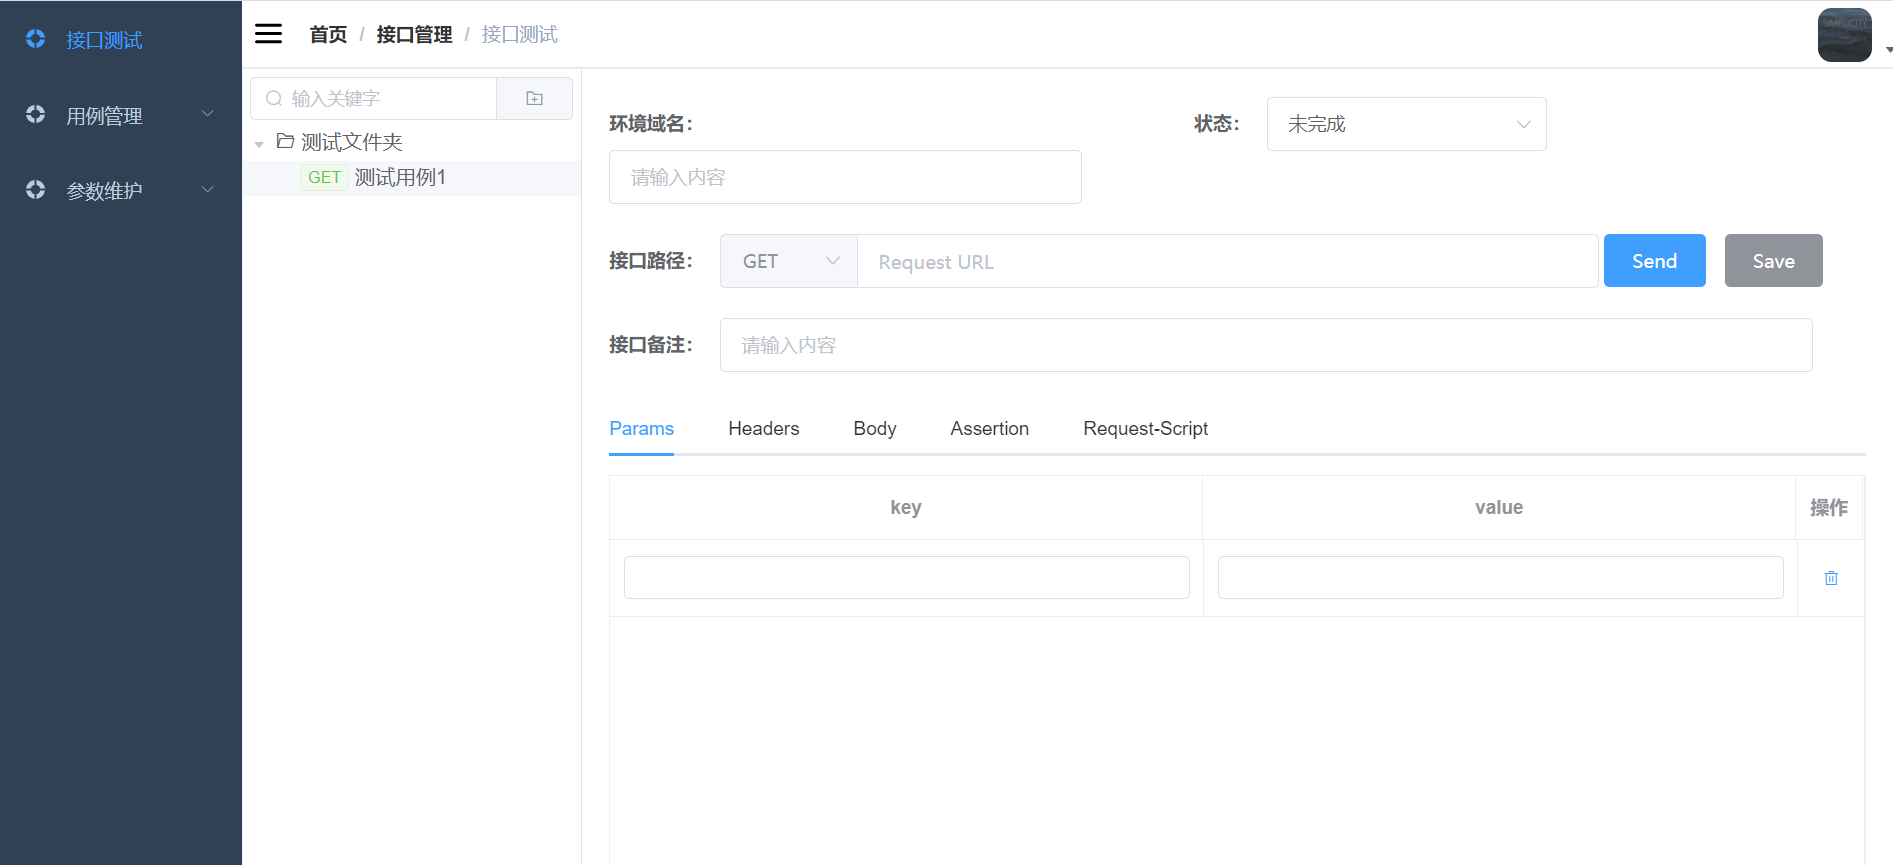 接口测试
用例管理
参数维护
首页 / 接口管理 / 接口测试
输入关键字
测试文件夹
GET 测试用例1
环境域名：
状态： 未完成
请输入内容
接口路径： GET Request URL Send Save
接口备注： 请输入内容
Params Headers Body Assertion Request-Script
key value 操作